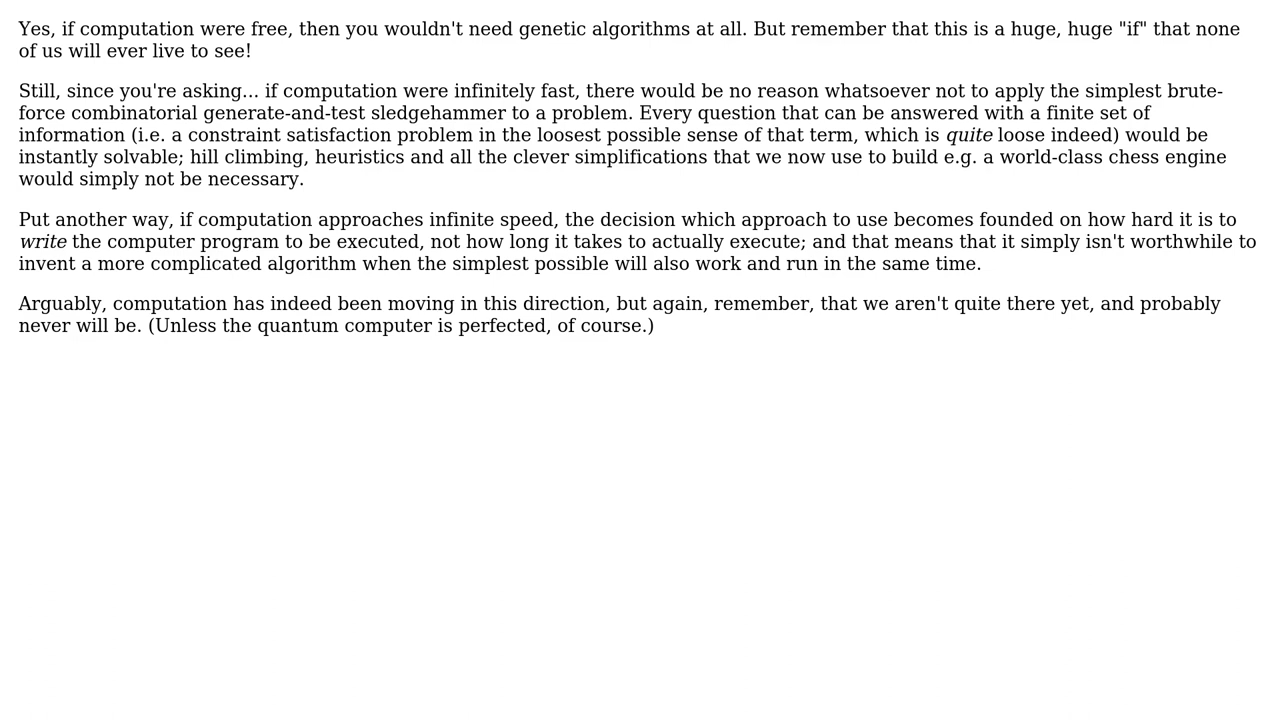 Yes, if computation were free, then you wouldn't need genetic algorithms at all. But remember that this is a huge, huge "if" that none
of us will ever live to see!
Still, since you're asking... if computation were infinitely fast, there would be no reason whatsoever not to apply the simplest brute-
force combinatorial generate-and-test sledgehammer to a problem. Every question that can be answered with a finite set of
information (i.e. a constraint satisfaction problem in the loosest possible sense of that term, which is quite loose indeed) would be
instantly solvable; hill climbing, heuristics and all the clever simplifications that we now use to build e.g. a world-class chess engine
would simply not be necessary.
Put another way, if computation approaches infinite speed, the decision which approach to use becomes founded on how hard it is to
write the computer program to be executed, not how long it takes to actually execute; and that means that it simply isn't worthwhile to
invent a more complicated algorithm when the simplest possible will also work and run in the same time.
Arguably, computation has indeed been moving in this direction, but again, remember, that we aren't quite there yet, and probably
never will be. (Unless the quantum computer is perfected, of course.)